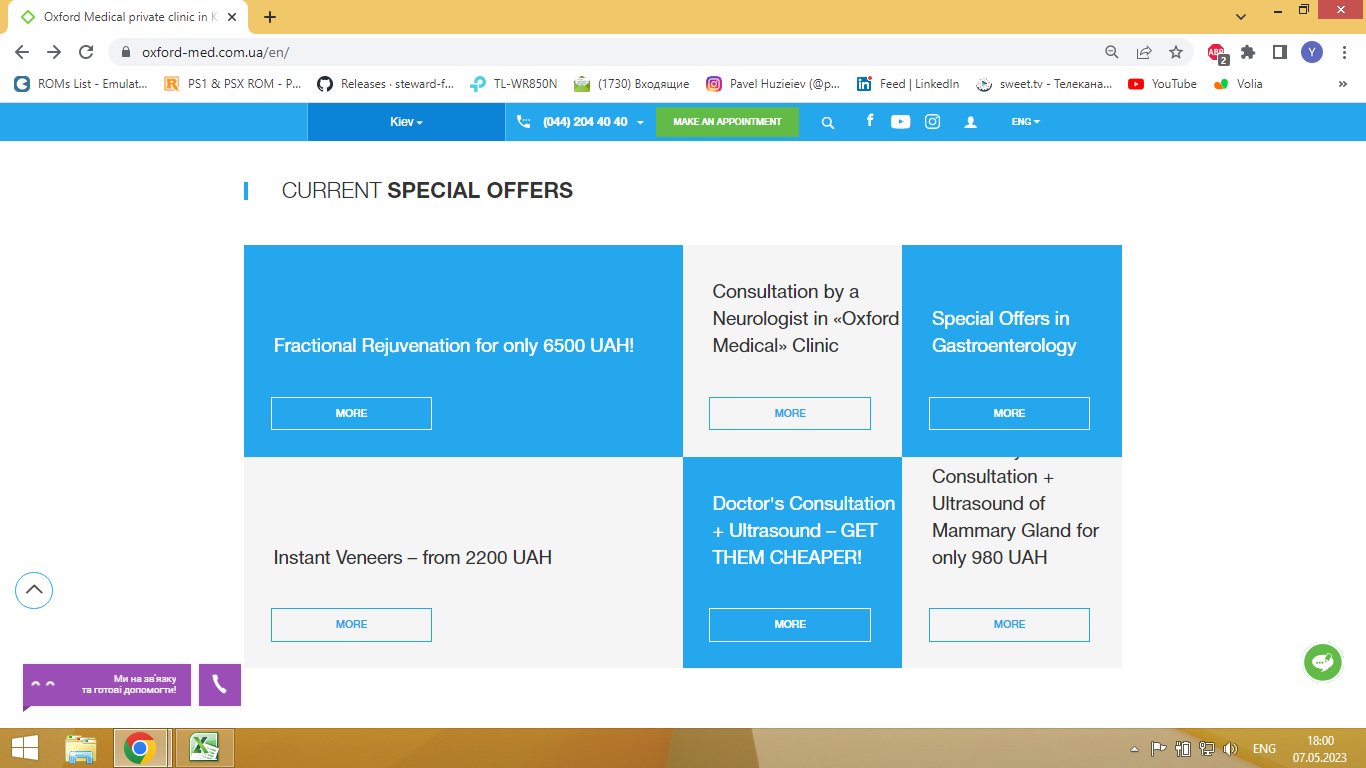 Oxford Medical private clinic in K
oxford-med.com.ua/en/
ABP
2
Y
ROMs List - Emulat...
PS1 & PSX ROM - P...
Releases · steward-f...
TL-WR850N
(1730) Входящие
Pavel Huzieiev (@p...
Feed | LinkedIn
sweet.tv - Телекана...
YouTube
Volia
»
Kiev
(044) 204 40 40
MAKE AN APPOINTMENT
ENG
CURRENT SPECIAL OFFERS
Fractional Rejuvenation for only 6500 UAH!
MORE
Consultation by a
Neurologist in «Oxford
Medical» Clinic
MORE
Special Offers in
Gastroenterology
MORE
Instant Veneers – from 2200 UAH
MORE
Doctor's Consultation
+ Ultrasound – GET
THEM CHEAPER!
MORE
Consultation +
Ultrasound of
Mammary Gland for
only 980 UAH
MORE
Ми на зв'язку
та готові допомогти!
ENG
18:00
07.05.2023